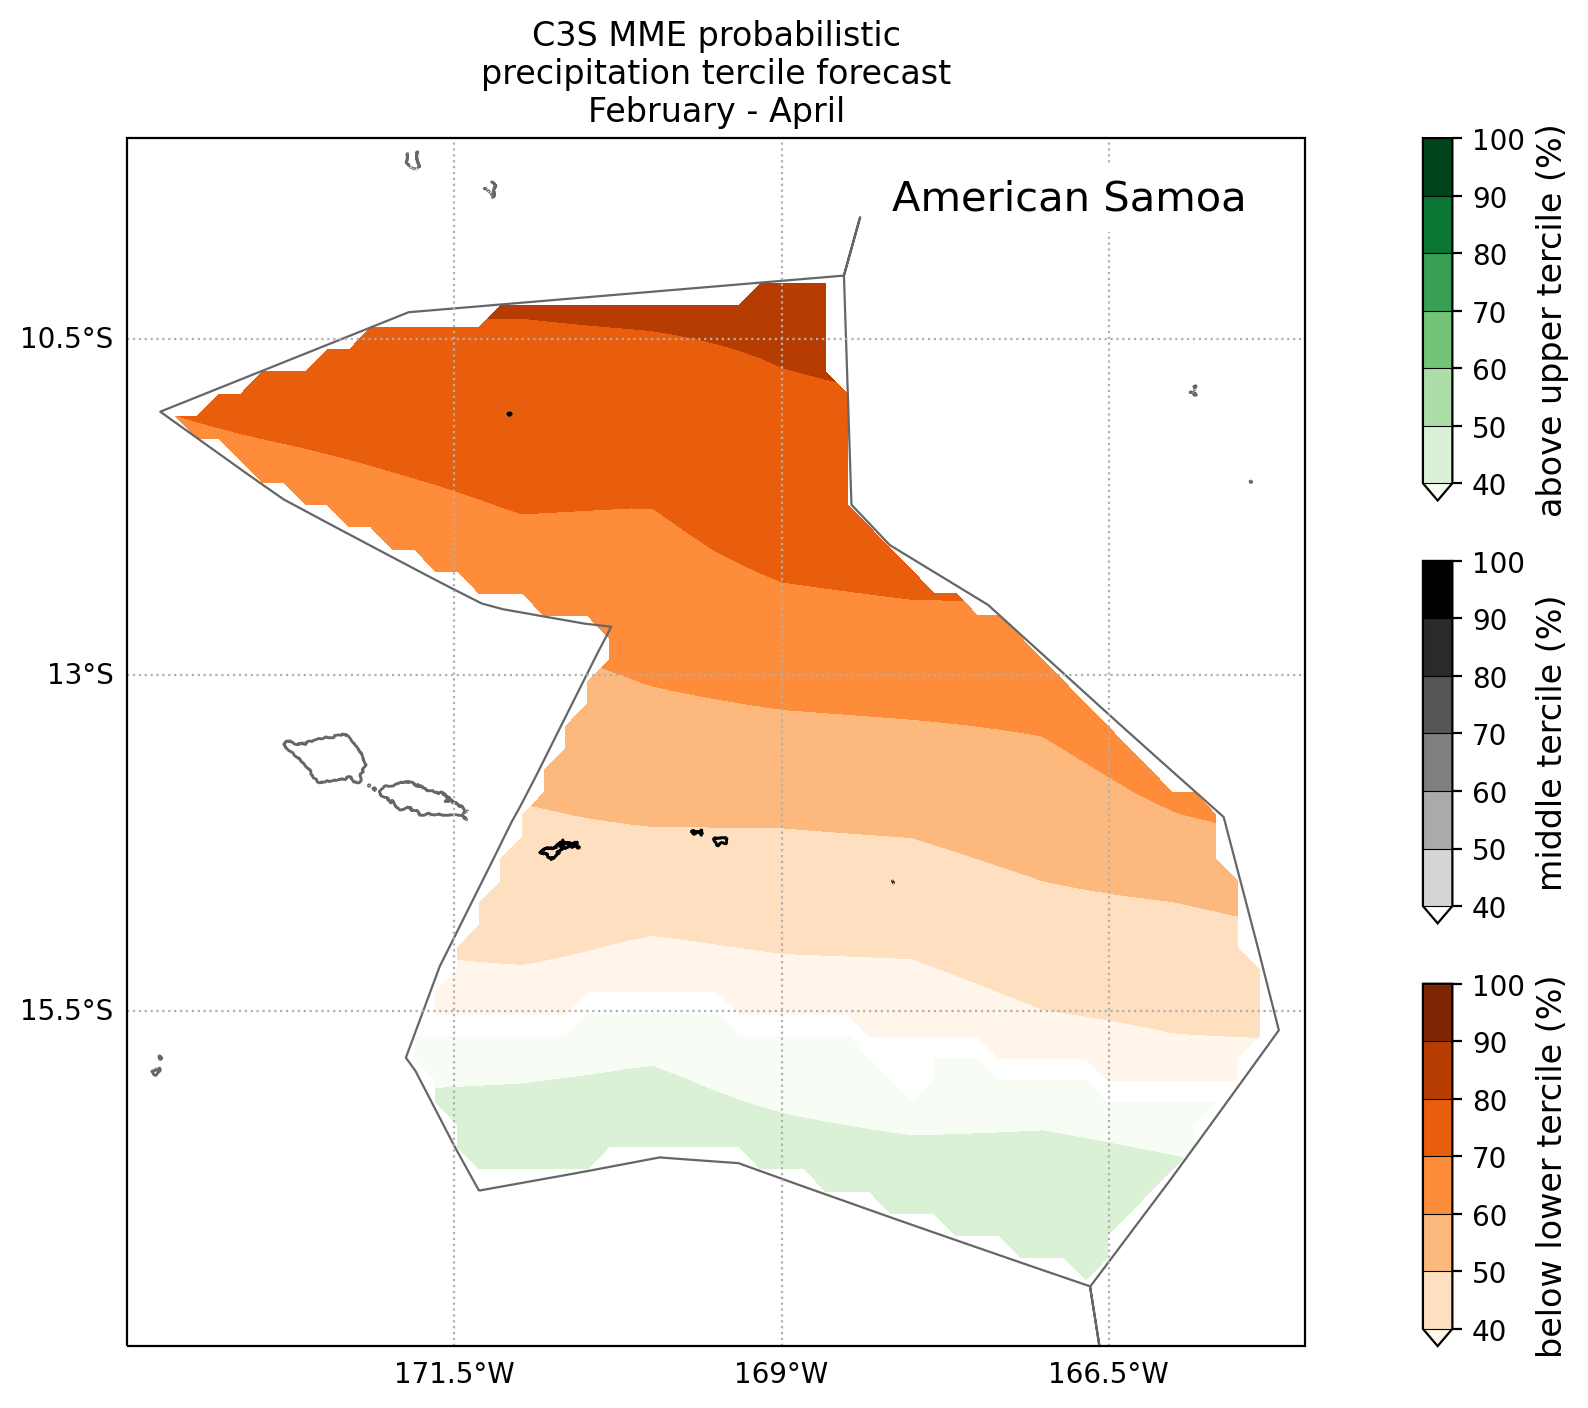 C3S MME probabilistic
precipitation tercile forecast
February - April
American Samoa
10.5°S
13°S
15.5°S
171.5°W
169°W
166.5°W
100
90
80
70
60
50
40
above upper tercile (%)
100
90
80
70
60
50
40
middle tercile (%)
100
90
80
70
60
50
40
below lower tercile (%)